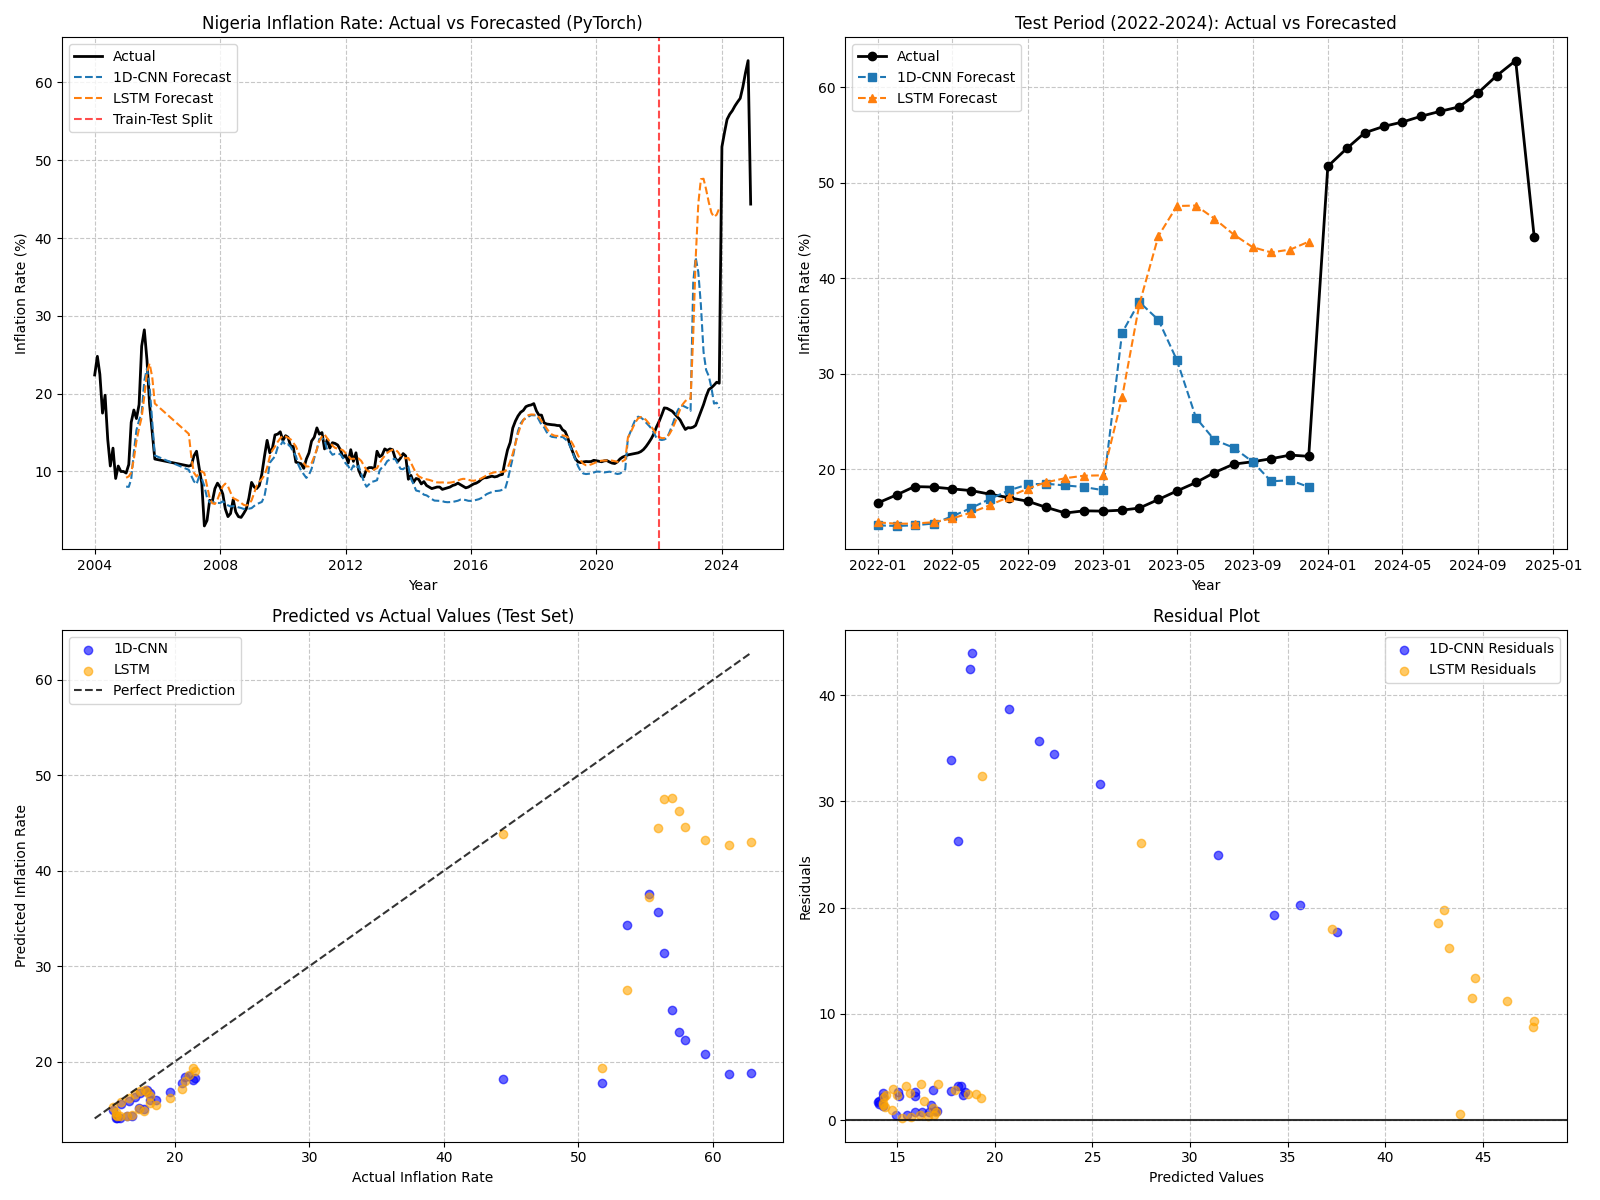 Nigeria Inflation Rate: Actual vs Forecasted (PyTorch)
Actual
1D-CNN Forecast
LSTM Forecast
Train-Test Split
Inflation Rate (%)
60
50
40
30
20
10
2004 2008 2012 2016 2020 2024
Year
Test Period (2022-2024): Actual vs Forecasted
Actual
1D-CNN Forecast
LSTM Forecast
Inflation Rate (%)
60
50
40
30
20
2022-01 2022-05 2022-09 2023-01 2023-05 2023-09 2024-01 2024-05 2024-09 2025-01
Year
Predicted vs Actual Values (Test Set)
1D-CNN
LSTM
Perfect Prediction
Predicted Inflation Rate
60
50
40
30
20
20 30 40 50 60
Actual Inflation Rate
Residual Plot
1D-CNN Residuals
LSTM Residuals
Residuals
40
30
20
10
0
15 20 25 30 35 40 45
Predicted Values